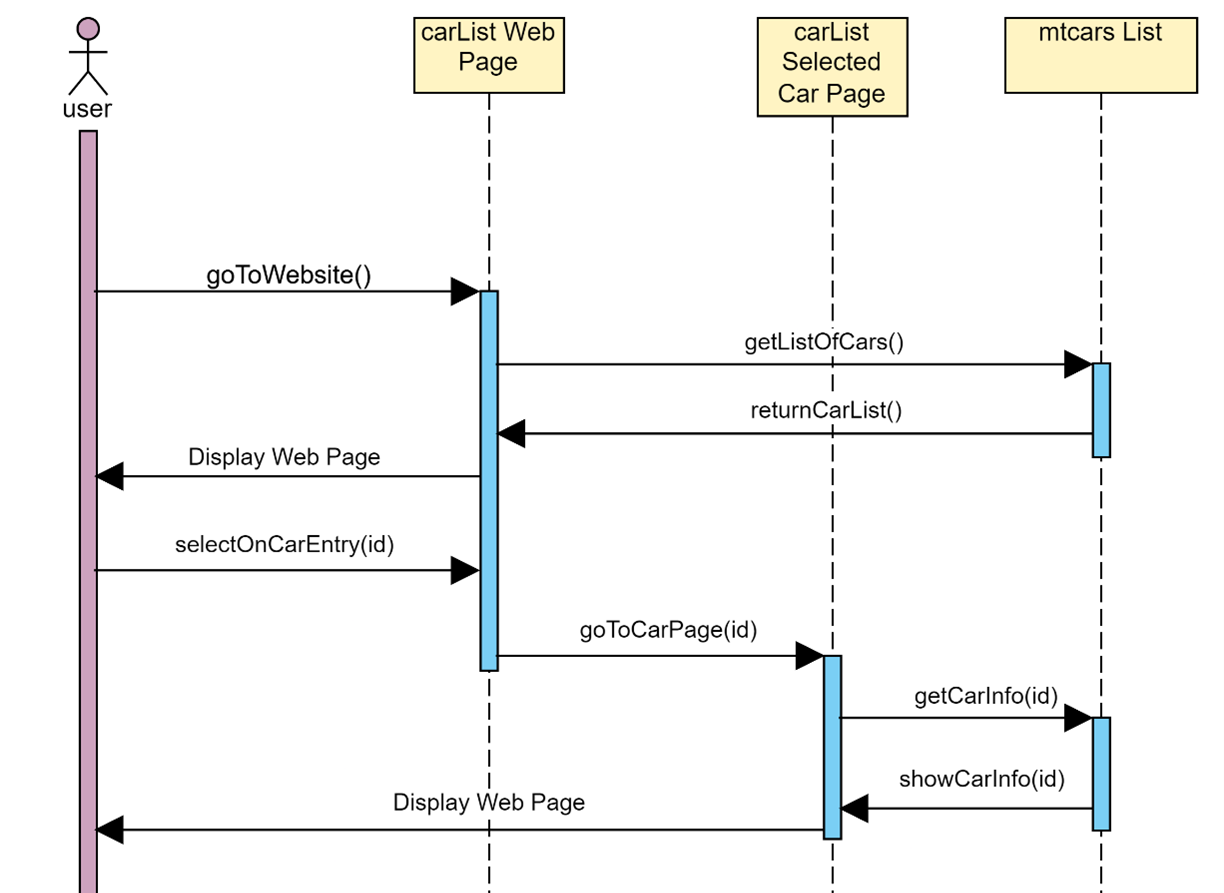 carList Web
Page
carList
Selected
Car Page
mtcars List
user
goToWebsite()
getListOfCars()
returnCarList()
Display Web Page
selectOnCarEntry(id)
goToCarPage(id)
getCarInfo(id)
showCarInfo(id)
Display Web Page